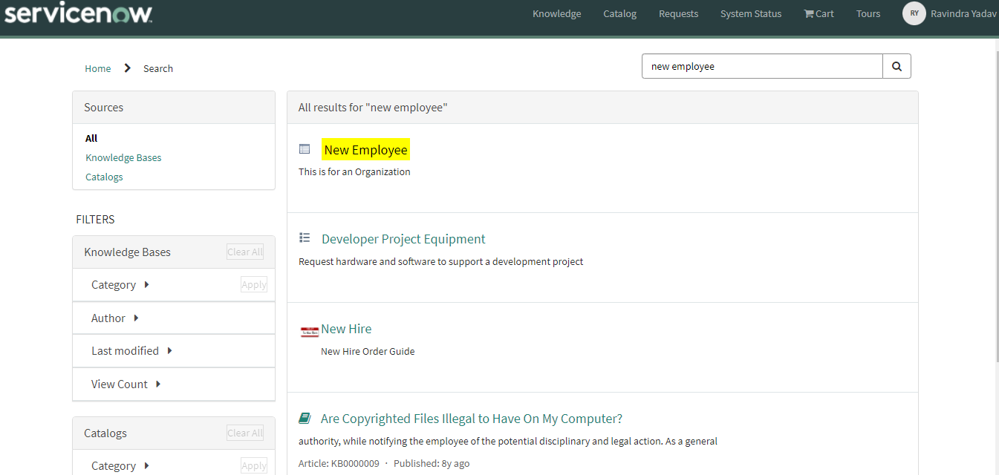 servicenow
Knowledge
Catalog
Requests
System Status
Cart
Tours
RY
Ravindra Yadav
Home
Search
new employee
Sources
All
Knowledge Bases
Catalogs
FILTERS
Knowledge Bases
Clear All
Category
Apply
Author
Last modified
View Count
Catalogs
Clear All
Category
Apply
All results for "new employee"
New Employee
This is for an Organization
Developer Project Equipment
Request hardware and software to support a development project
New Hire
New Hire Order Guide
Are Copyrighted Files Illegal to Have On My Computer?
authority, while notifying the employee of the potential disciplinary and legal action. As a general
Article: KB0000009 · Published: 8y ago